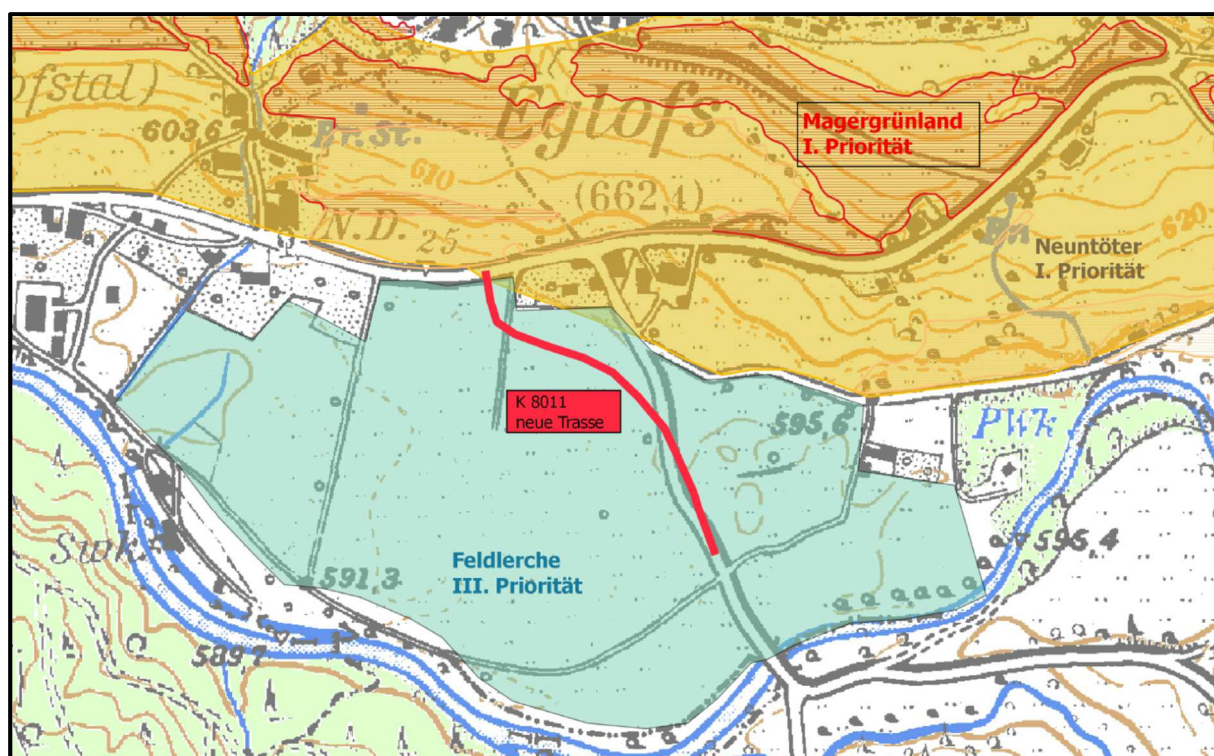 ofstal)
603,6
Br. St.
Eglofs
610
(662,4)
N. D. 25
Magergrünland
I. Priorität
Neuntöter
I. Priorität
620
K 8011
neue Trasse
595,6
PWk
595,4
Swk.
591,3
Feldlerche
III. Priorität
589,7